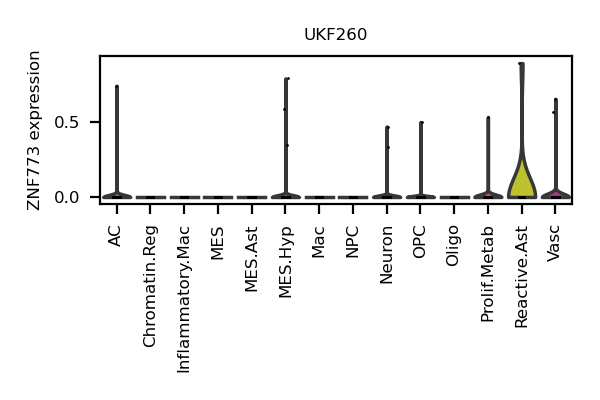 UKF260
ZNF773 expression
0.5
0.0
AC
Chromatin.Reg
Inflammatory.Mac
MES
MES.Ast
MES.Hyp
Mac
NPC
Neuron
OPC
Oligo
Prolif.Metab
Reactive.Ast
Vasc